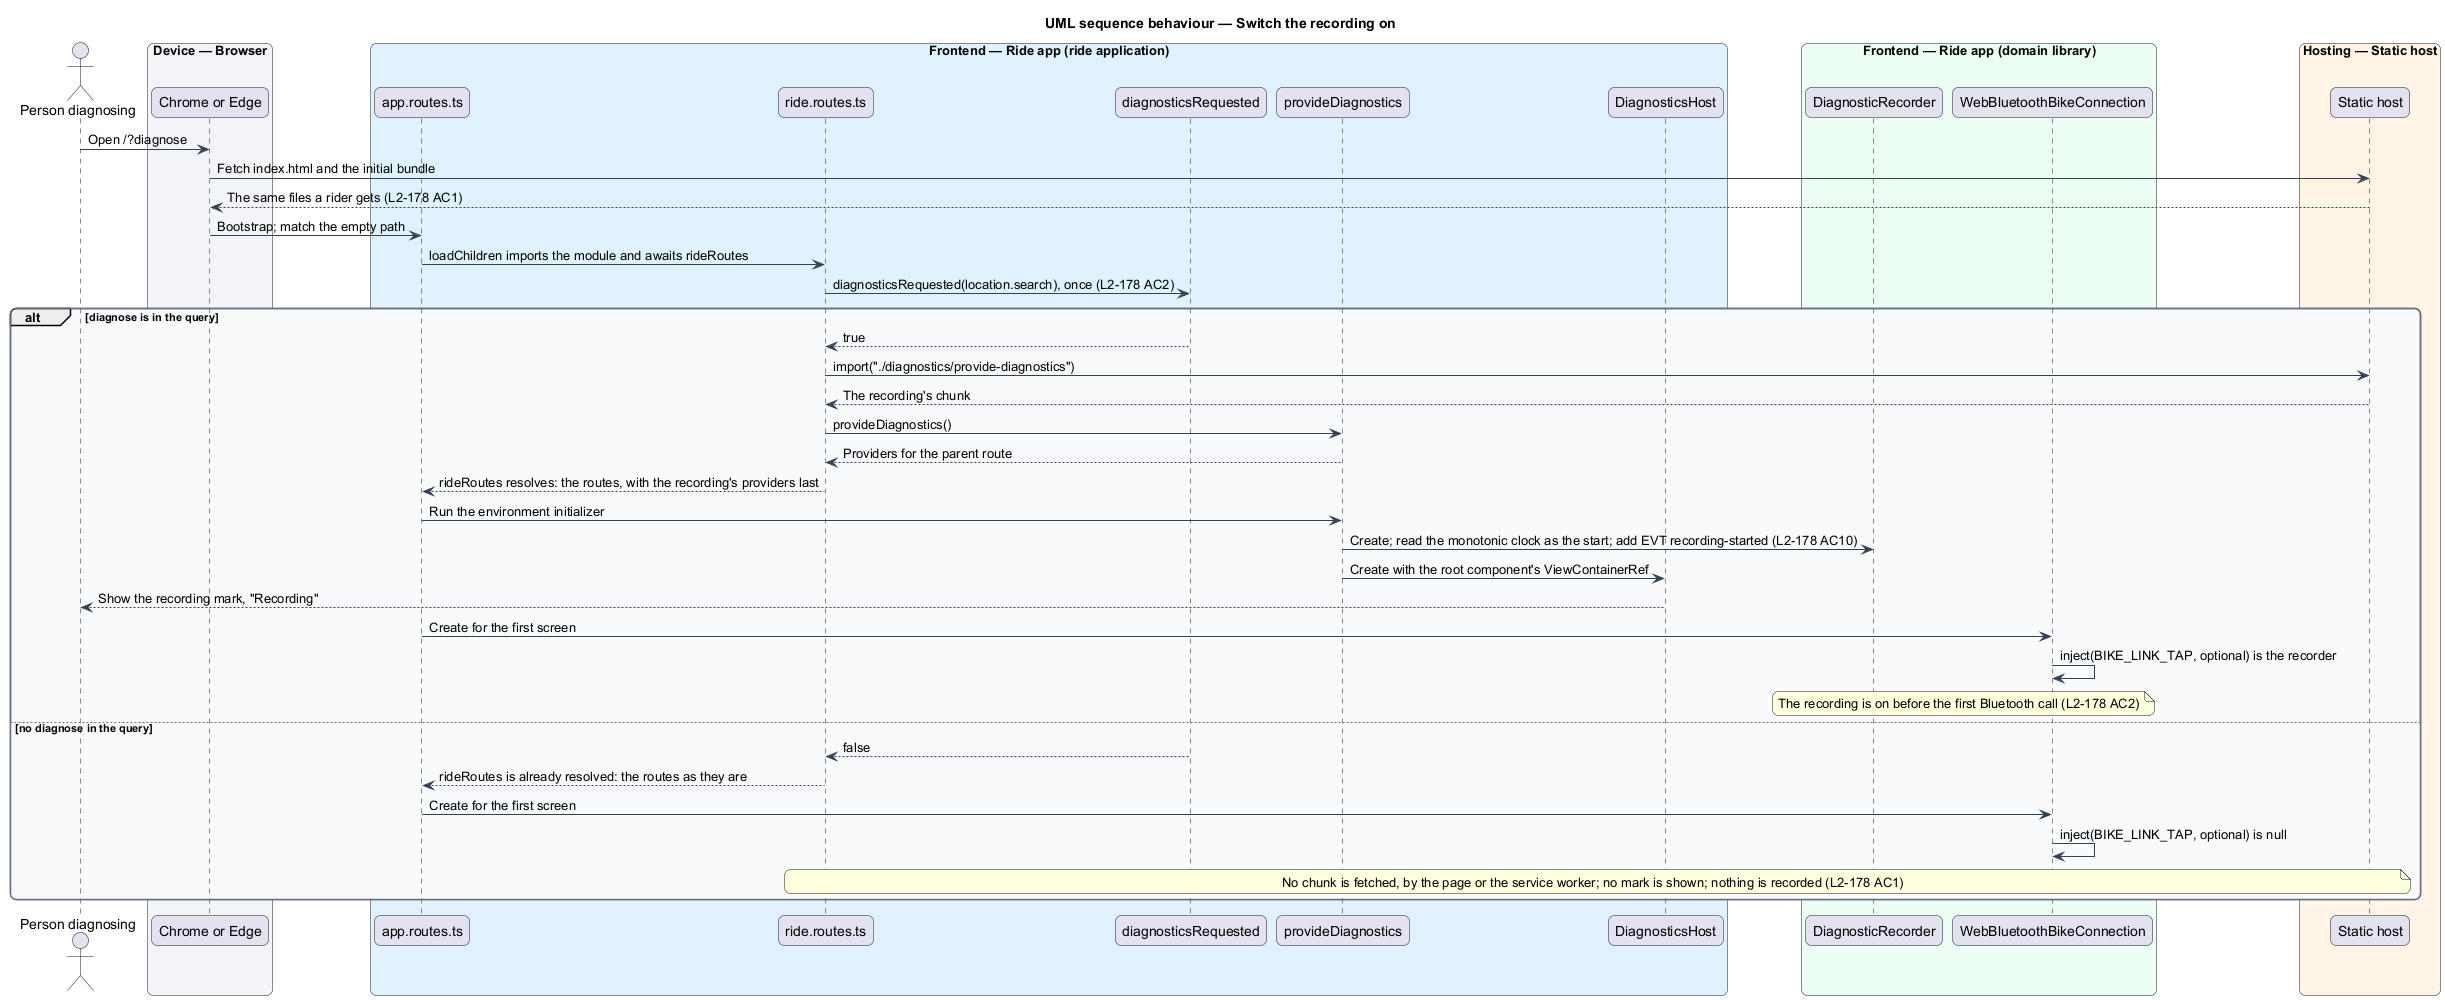 UML sequence behaviour — Switch the recording on
Device — Browser
Frontend — Ride app (ride application)
Frontend — Ride app (domain library)
Hosting — Static host
Person diagnosing
Chrome or Edge
app.routes.ts
ride.routes.ts
diagnosticsRequested
provideDiagnostics
DiagnosticsHost
DiagnosticRecorder
WebBluetoothBikeConnection
Static host
Open /?diagnose
Fetch index.html and the initial bundle
The same files a rider gets (L2-178 AC1)
Bootstrap; match the empty path
loadChildren imports the module and awaits rideRoutes
diagnosticsRequested(location.search), once (L2-178 AC2)
alt
[diagnose is in the query]
true
import("./diagnostics/provide-diagnostics")
The recording's chunk
provideDiagnostics()
Providers for the parent route
rideRoutes resolves: the routes, with the recording's providers last
Run the environment initializer
Create; read the monotonic clock as the start; add EVT recording-started (L2-178 AC10)
Create with the root component's ViewContainerRef
Show the recording mark, "Recording"
Create for the first screen
inject(BIKE_LINK_TAP, optional) is the recorder
The recording is on before the first Bluetooth call (L2-178 AC2)
[no diagnose in the query]
false
rideRoutes is already resolved: the routes as they are
Create for the first screen
inject(BIKE_LINK_TAP, optional) is null
No chunk is fetched, by the page or the service worker; no mark is shown; nothing is recorded (L2-178 AC1)
Person diagnosing
Chrome or Edge
app.routes.ts
ride.routes.ts
diagnosticsRequested
provideDiagnostics
DiagnosticsHost
DiagnosticRecorder
WebBluetoothBikeConnection
Static host